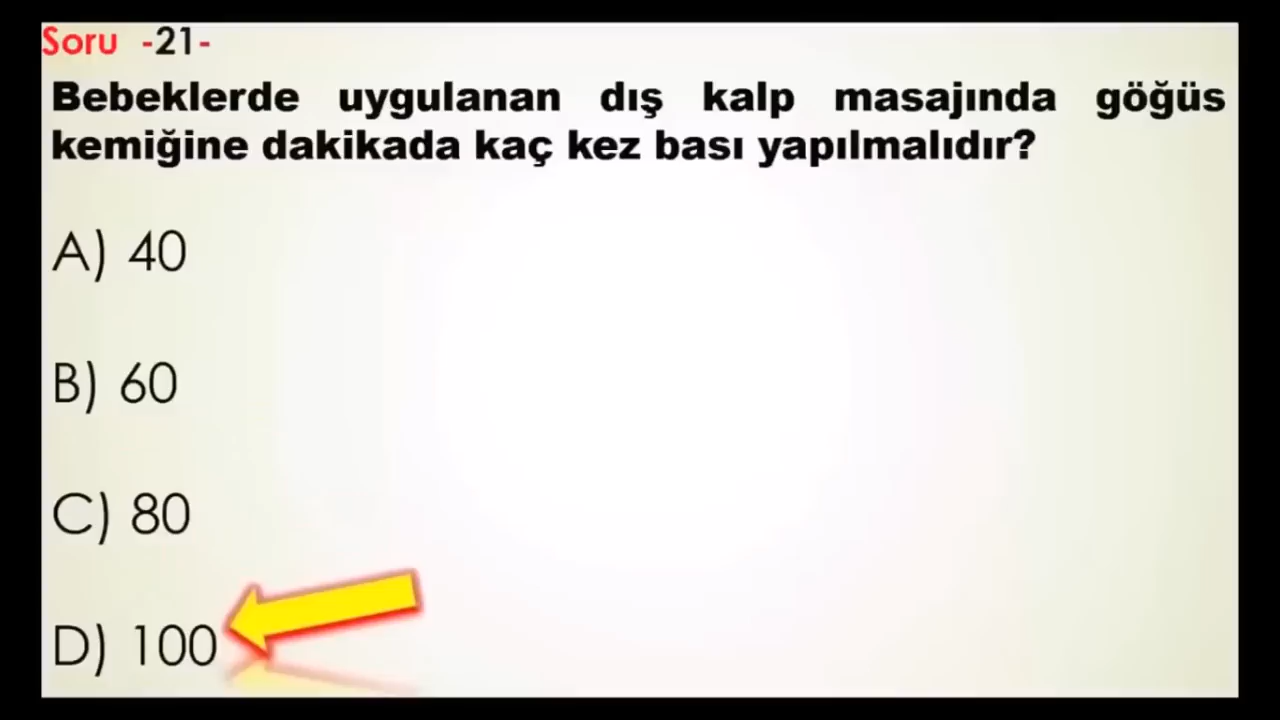 Soru -21-
Bebeklerde uygulanan dış kalp masajında göğüs
kemiğine dakikada kaç kez bası yapılmalıdır?
A) 40
B) 60
C) 80
D) 100